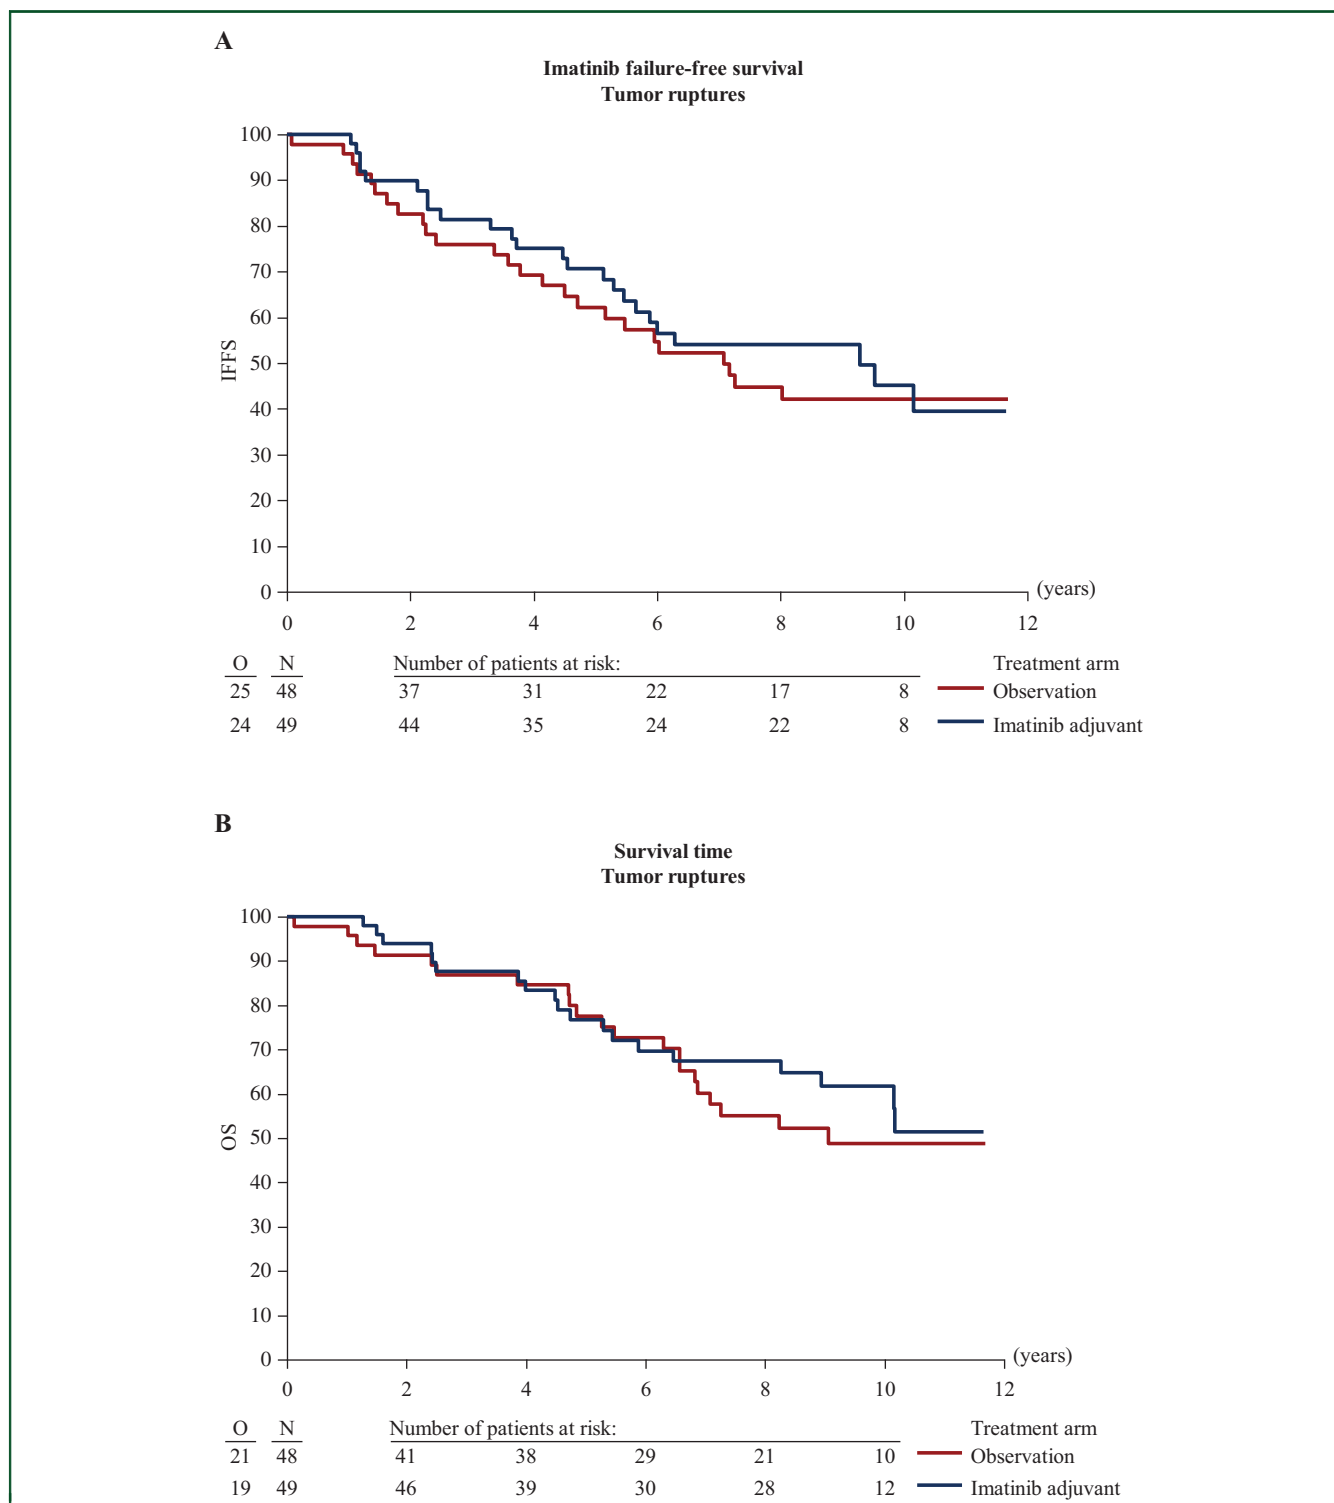 A
Imatinib failure-free survival
Tumor ruptures
100
90
80
70
60
50
40
30
20
10
0
IFFS
(years)
0 2 4 6 8 10 12
O N Number of patients at risk: Treatment arm
25 48 37 31 22 17 8 Observation
24 49 44 35 24 22 8 Imatinib adjuvant
B
Survival time
Tumor ruptures
100
90
80
70
60
50
40
30
20
10
0
OS
(years)
0 2 4 6 8 10 12
O N Number of patients at risk: Treatment arm
21 48 41 38 29 21 10 Observation
19 49 46 39 30 28 12 Imatinib adjuvant